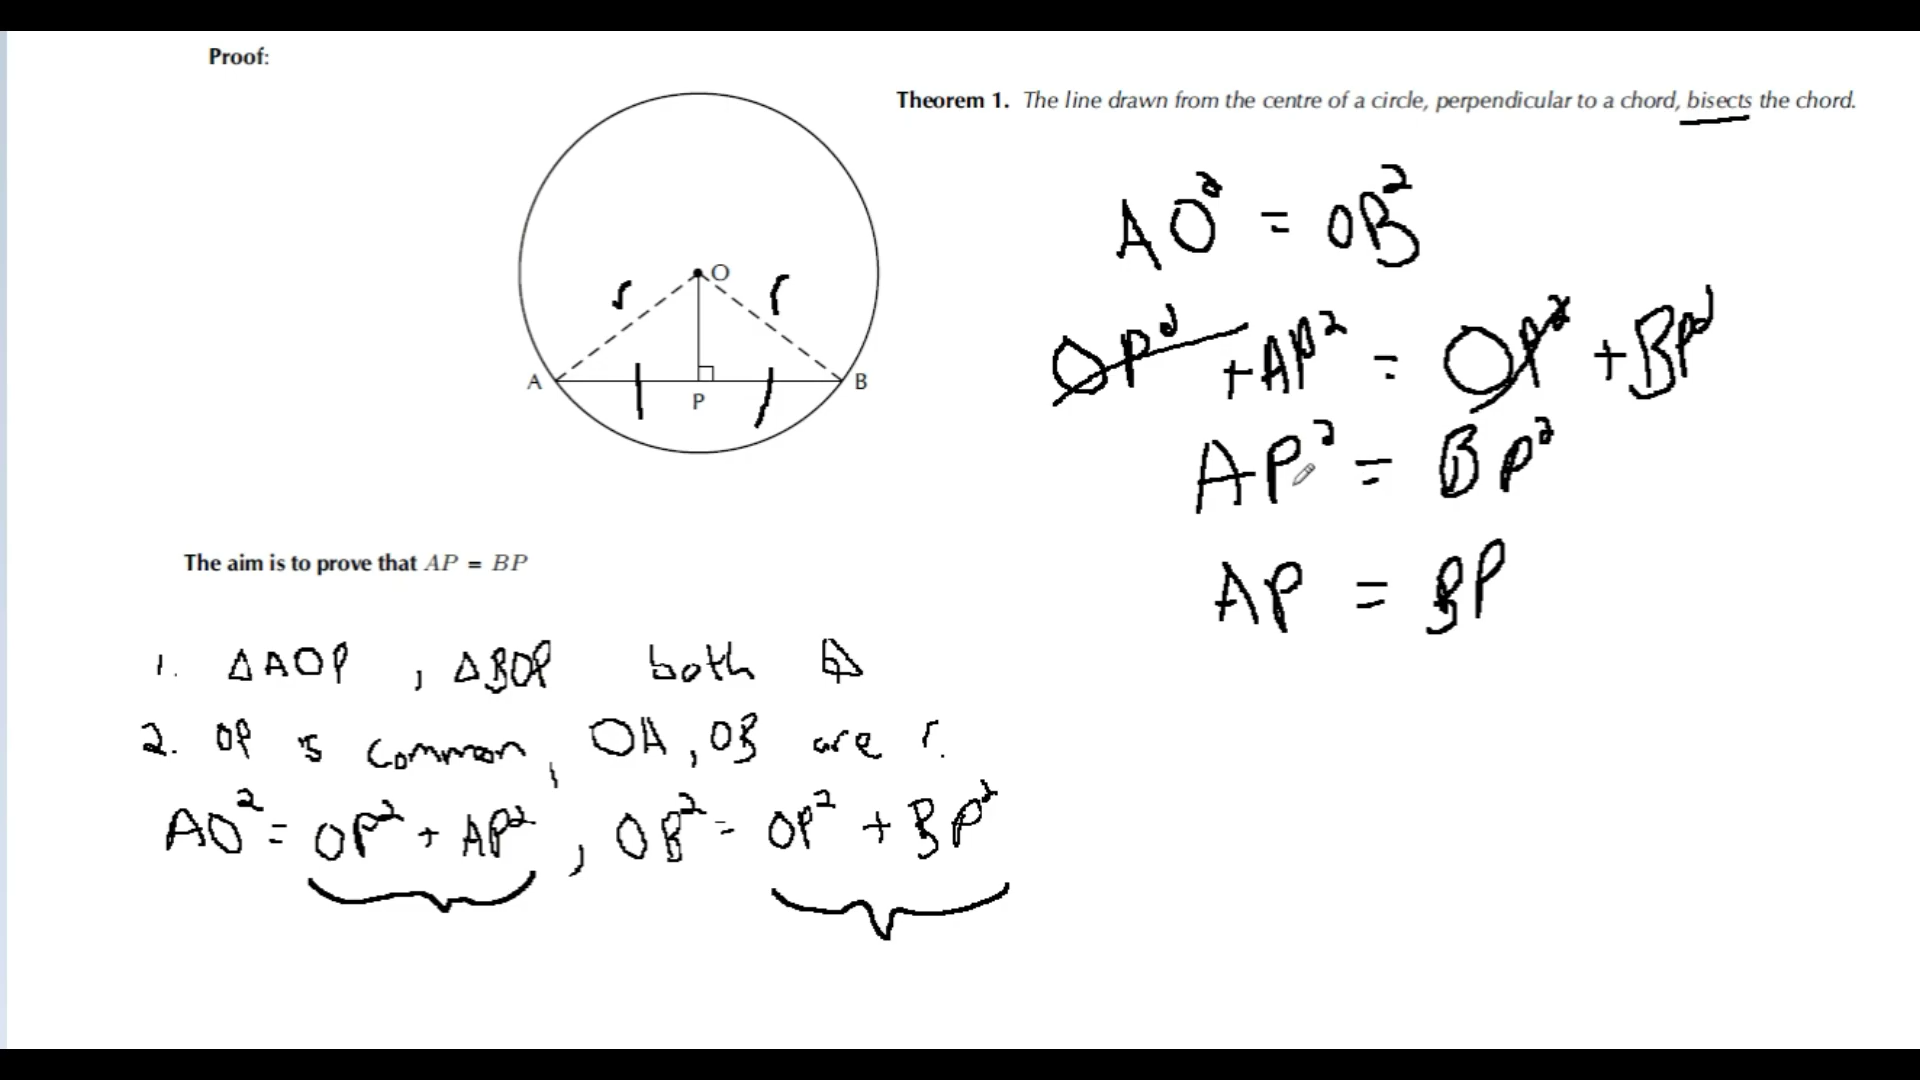 Proof:
Theorem 1. The line drawn from the centre of a circle, perpendicular to a chord, bisects the chord.
O
r r
A B
P
AO² = OB²
OP² + AP² = OP² + BP²
AP² = BP²
AP = BP
The aim is to prove that AP = BP
1. △AOP , △BOP both ⊿
2. OP is common, OA, OB are r.
AO² = OP² + AP² , OB² = OP² + BP²